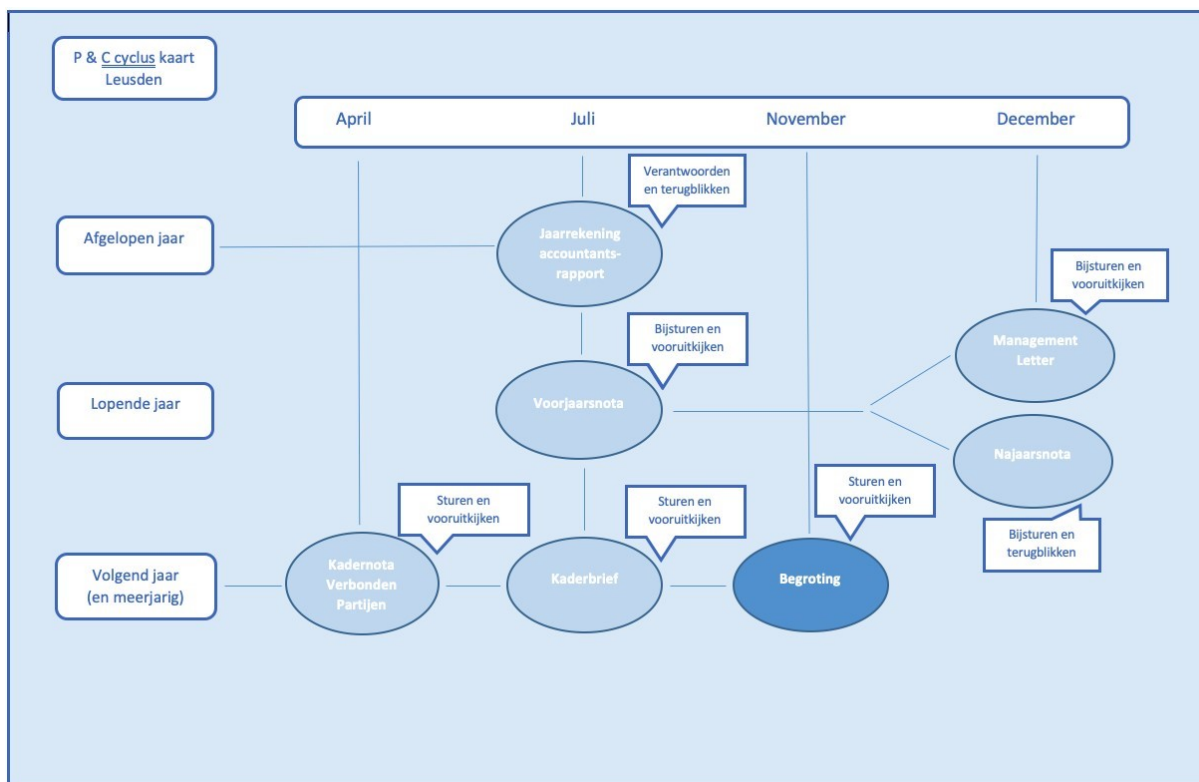 P & C cyclus kaart
Leusden
April
Juli
November
December
Verantwoorden
en terugblikken
Afgelopen jaar
Jaarrekening
accountants-
rapport
Bijsturen en
vooruitkijken
Bijsturen en
vooruitkijken
Management
Letter
Lopende jaar
Voorjaarsnota
Najaarsnota
Sturen en
vooruitkijken
Sturen en
vooruitkijken
Sturen en
vooruitkijken
Bijsturen en
terugblikken
Volgend jaar
(en meerjarig)
Kadernota
Verbonden
Partijen
Kaderbrief
Begroting